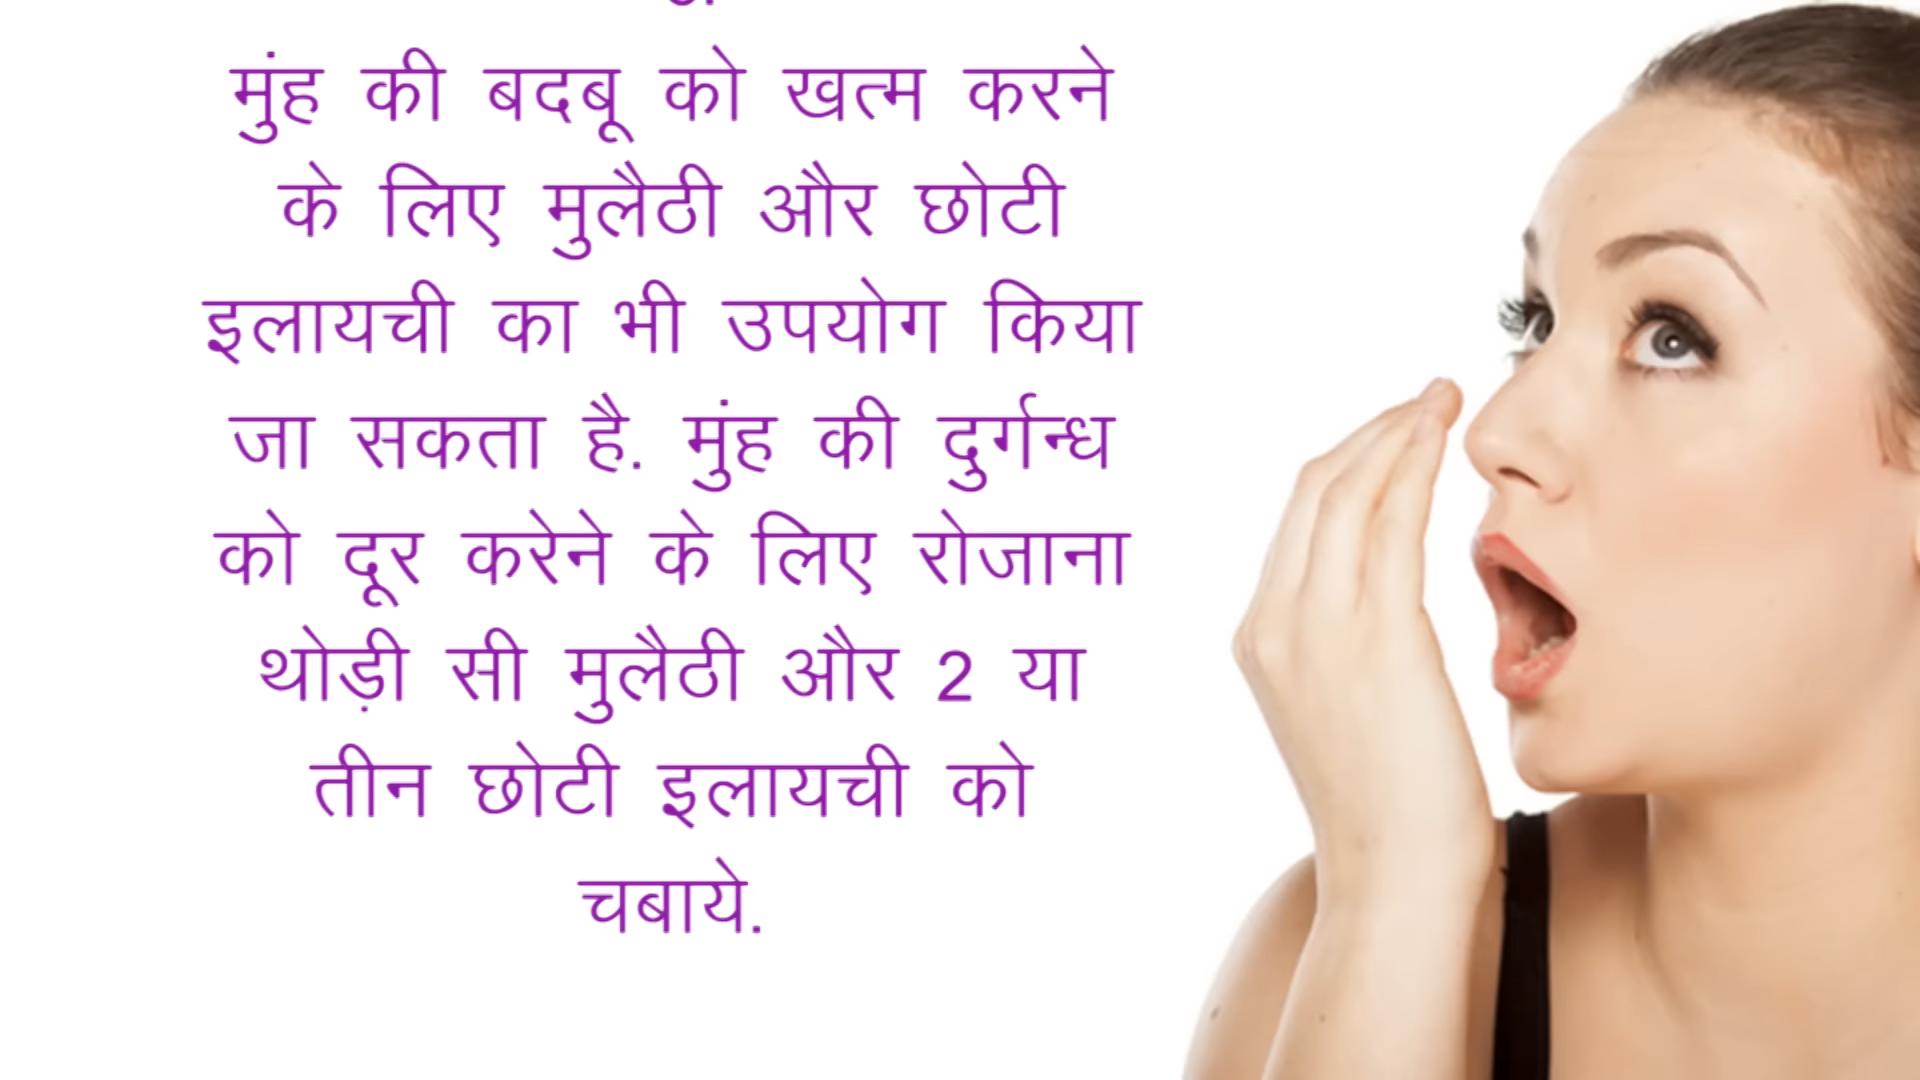 मुंह की बदबू को खत्म करने
के लिए मुलैठी और छोटी
इलायची का भी उपयोग किया
जा सकता है. मुंह की दुर्गन्ध
को दूर करेने के लिए रोजाना
थोड़ी सी मुलैठी और 2 या
तीन छोटी इलायची को
चबाये.